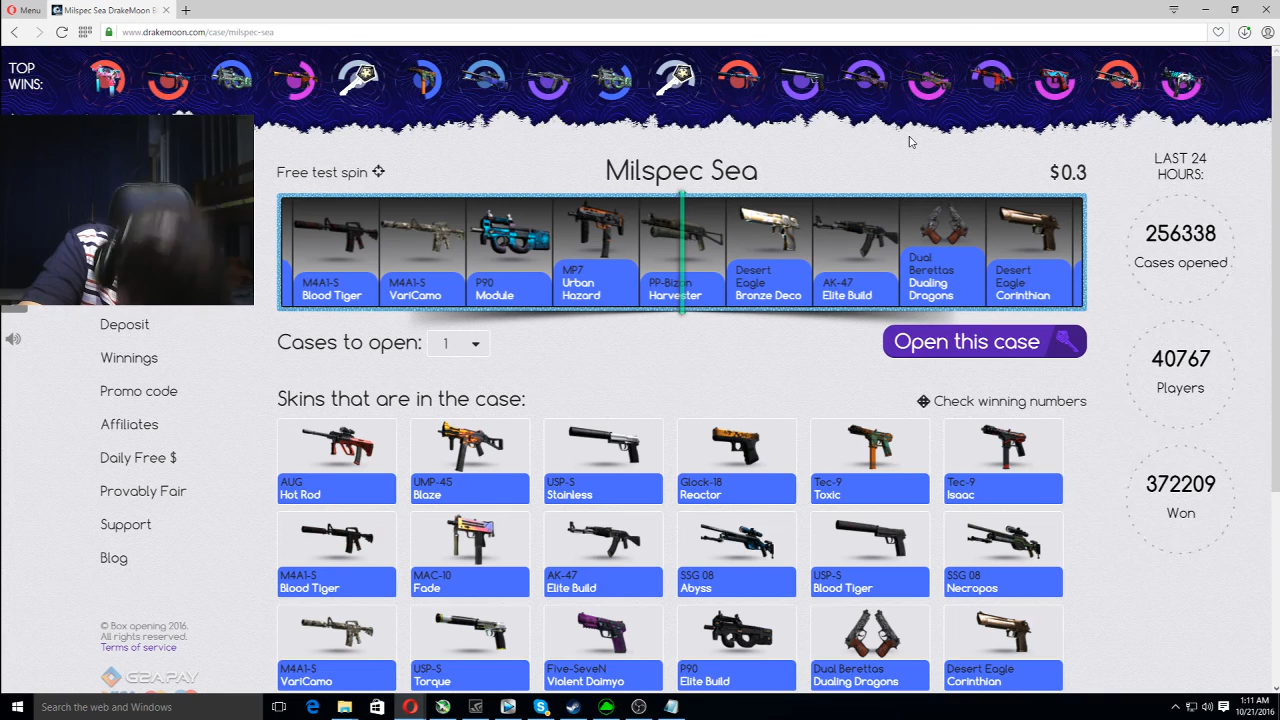 Menu
Milspec Sea DrakeMoon B
www.drakemoon.com/case/milspec-sea
TOP
WINS:
Free test spin
Milspec Sea
$0.3
M4A1-S
Blood Tiger
M4A1-S
VariCamo
P90
Module
MP7
Urban
Hazard
PP-Bizon
Harvester
Desert
Eagle
Bronze Deco
AK-47
Elite Build
Dual
Berettas
Dualing
Dragons
Desert
Eagle
Corinthian
Cases to open:
1
Open this case
Skins that are in the case:
Check winning numbers
AUG
Hot Rod
UMP-45
Blaze
USP-S
Stainless
Glock-18
Reactor
Tec-9
Toxic
Tec-9
Isaac
M4A1-S
Blood Tiger
MAC-10
Fade
AK-47
Elite Build
SSG 08
Abyss
USP-S
Blood Tiger
SSG 08
Necropos
M4A1-S
VariCamo
USP-S
Torque
Five-SeveN
Violent Daimyo
P90
Elite Build
Dual Berettas
Dualing Dragons
Desert Eagle
Corinthian
LAST 24
HOURS:
256338
Cases opened
40767
Players
372209
Won
Deposit
Winnings
Promo code
Affiliates
Daily Free $
Provably Fair
Support
Blog
© Box opening 2016.
All rights reserved.
Terms of service
G2A PAY
Search the web and Windows
1:11 AM
10/21/2016